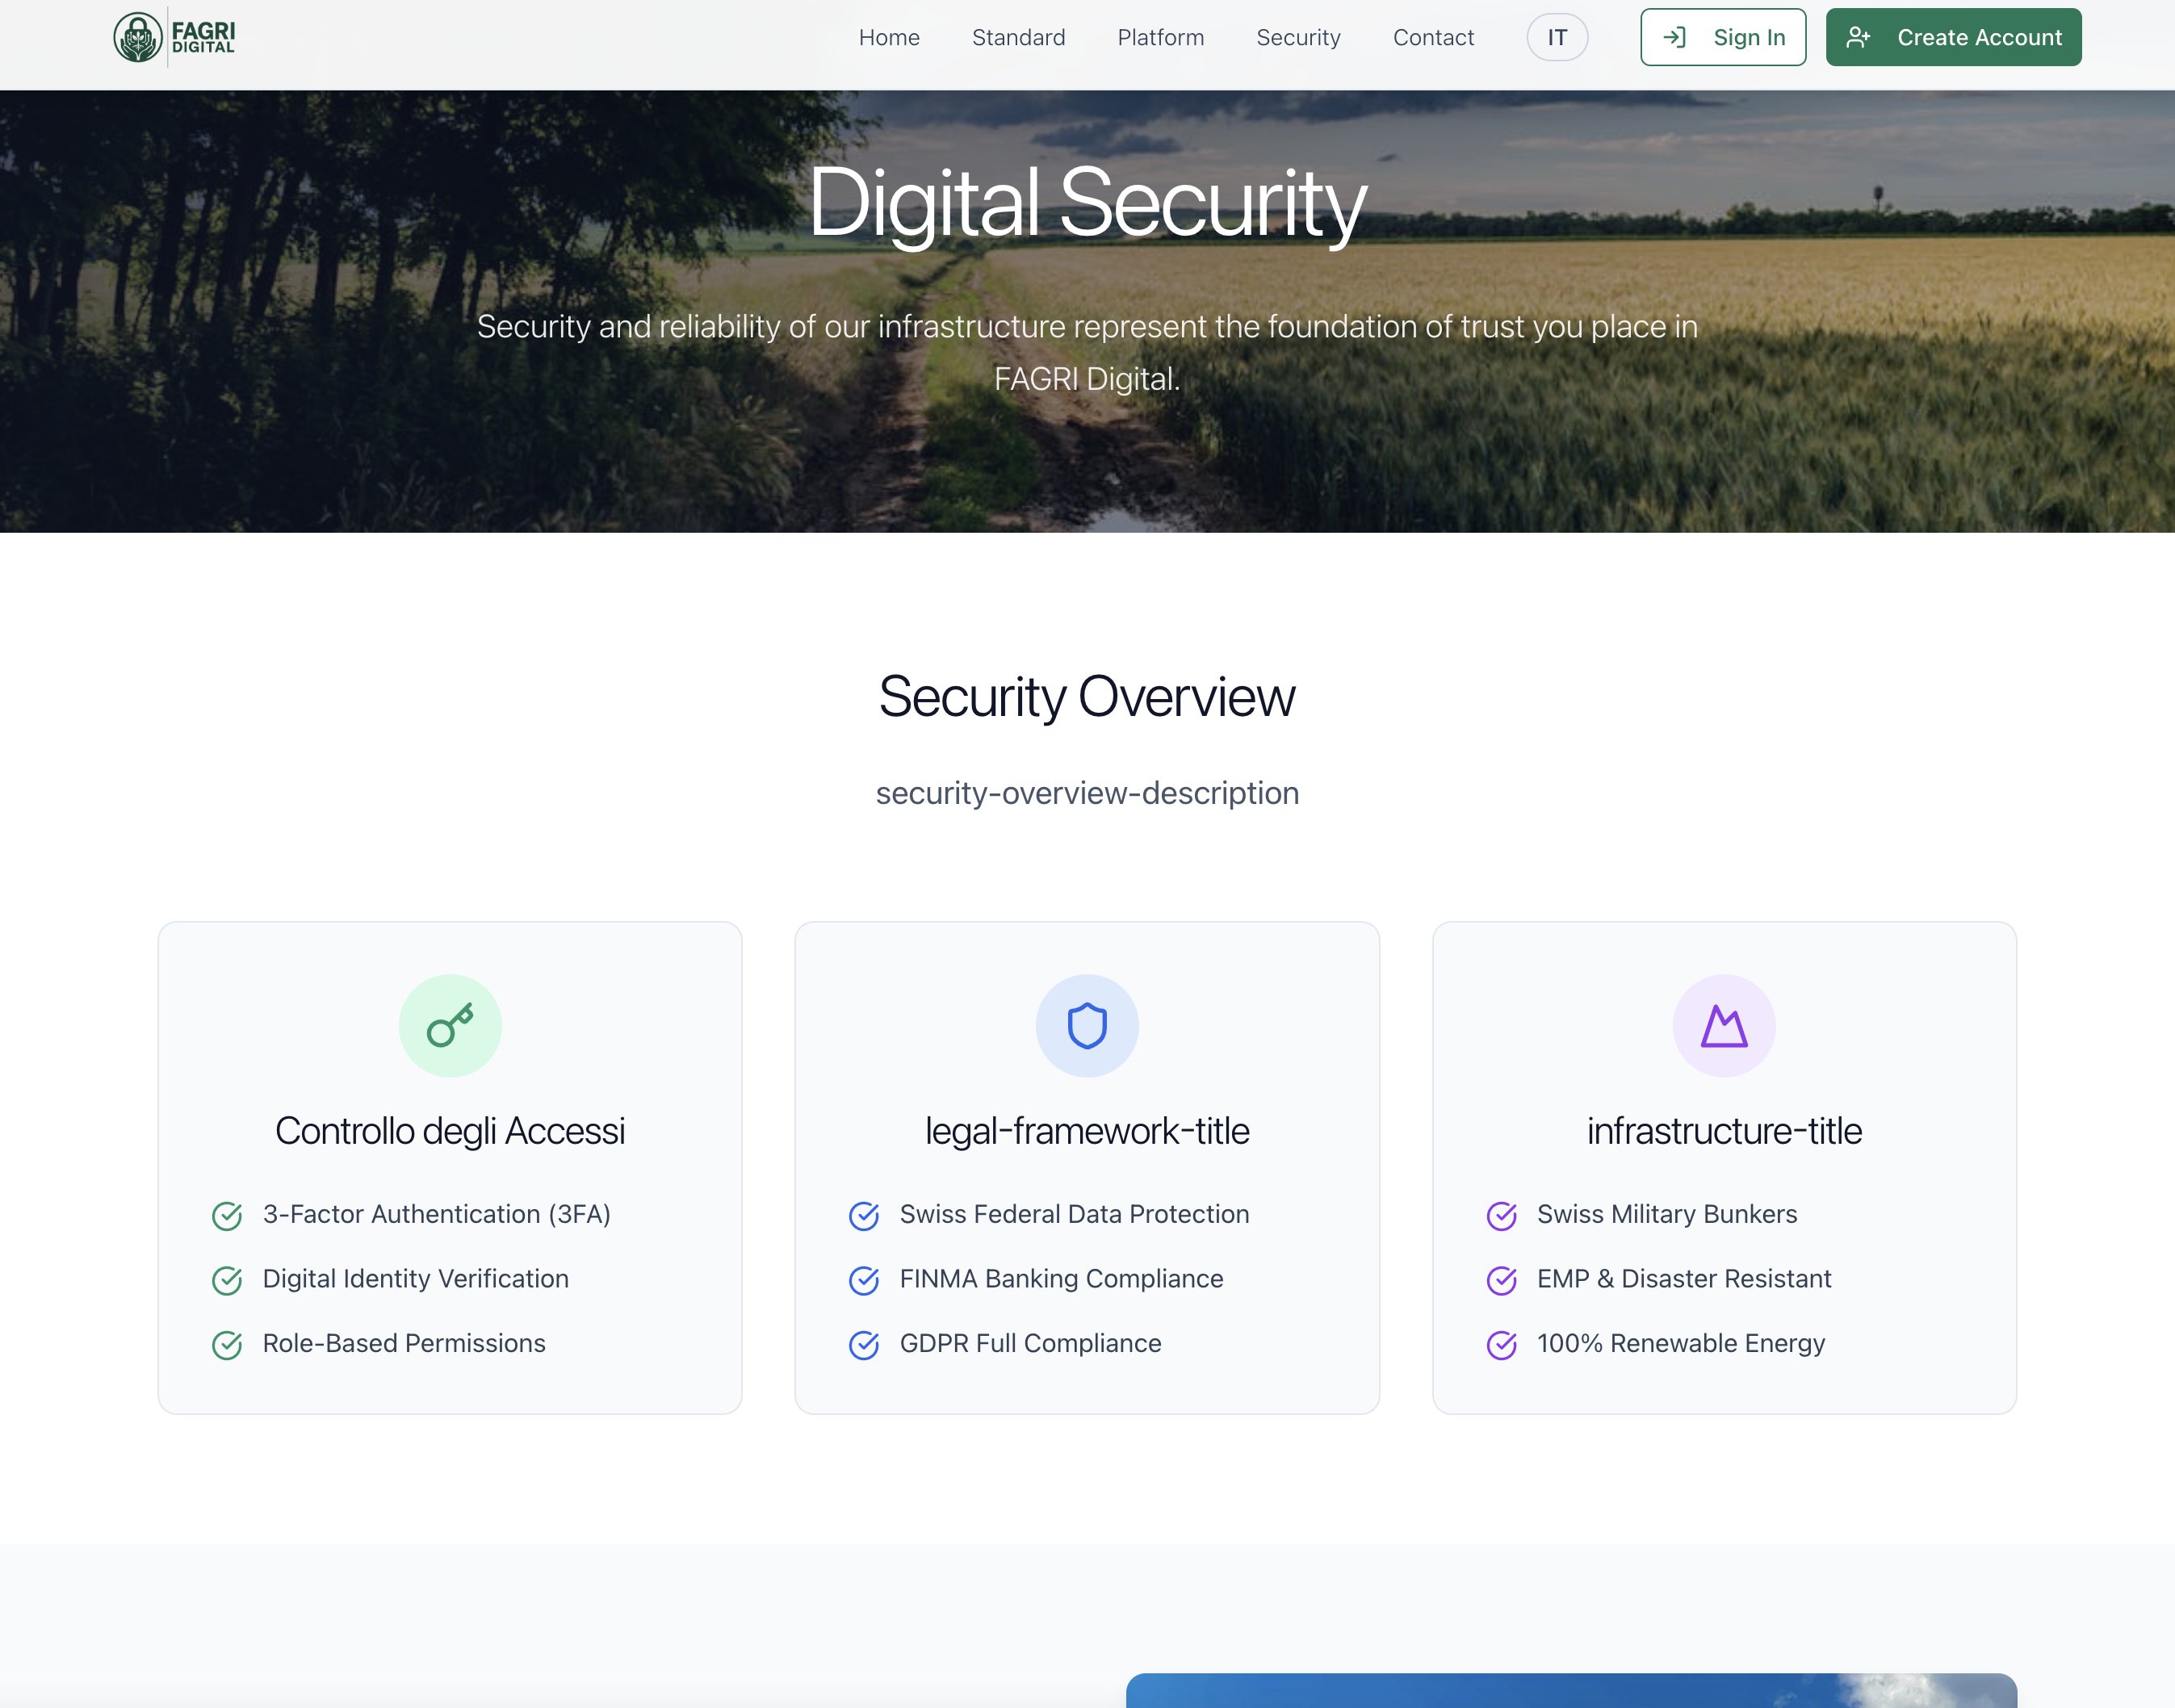 FAGRI
DIGITAL
Home
Standard
Platform
Security
Contact
IT
Sign In
Create Account
Digital Security
Security and reliability of our infrastructure represent the foundation of trust you place in
FAGRI Digital.
Security Overview
security-overview-description
Controllo degli Accessi
3-Factor Authentication (3FA)
Digital Identity Verification
Role-Based Permissions
legal-framework-title
Swiss Federal Data Protection
FINMA Banking Compliance
GDPR Full Compliance
infrastructure-title
Swiss Military Bunkers
EMP & Disaster Resistant
100% Renewable Energy